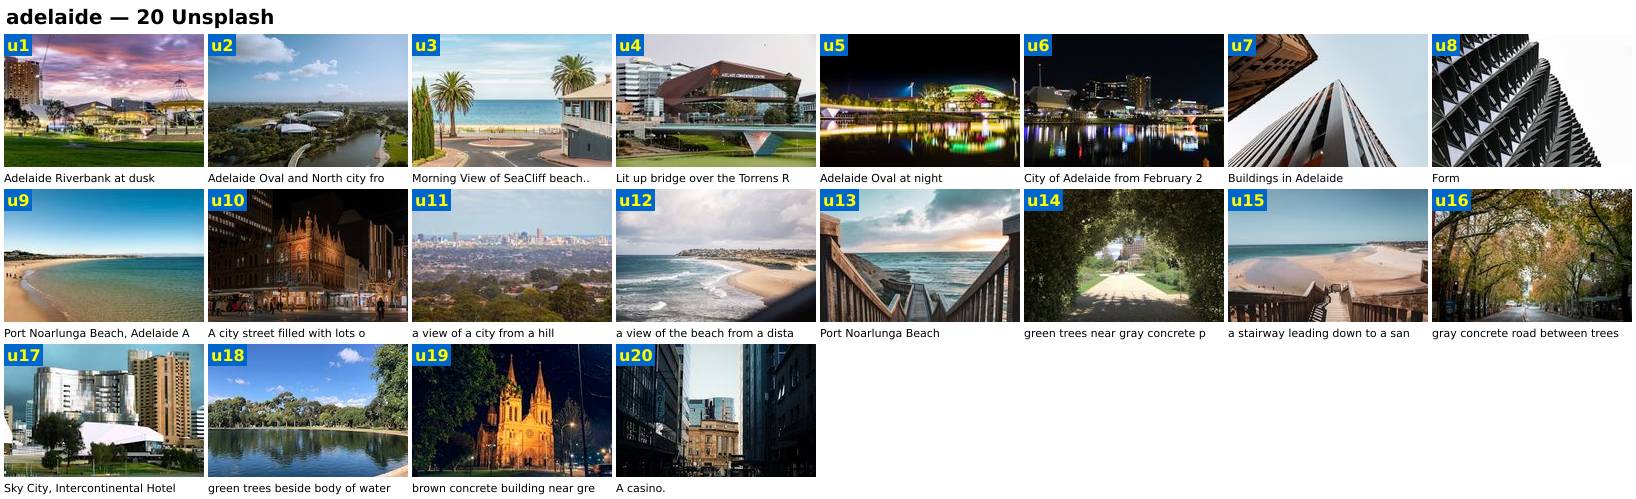 adelaide — 20 Unsplash
u1 u2 u3 u4 u5 u6 u7 u8
ADELAIDE CONVENTION CENTRE
Adelaide Riverbank at dusk
Adelaide Oval and North city fro
Morning View of SeaCliff beach..
Lit up bridge over the Torrens R
Adelaide Oval at night
City of Adelaide from February 2
Buildings in Adelaide
Form
u9 u10 u11 u12 u13 u14 u15 u16
Port Noarlunga Beach, Adelaide A
A city street filled with lots o
a view of a city from a hill
a view of the beach from a dista
Port Noarlunga Beach
green trees near gray concrete p
a stairway leading down to a san
gray concrete road between trees
u17 u18 u19 u20
Sky City, Intercontinental Hotel
green trees beside body of water
brown concrete building near gre
A casino.